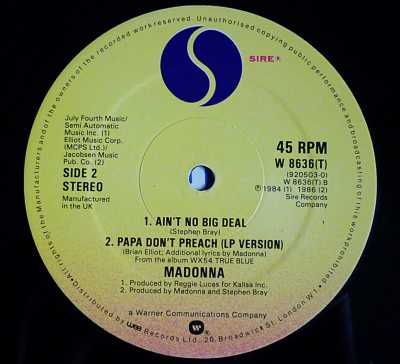 All Rights of the Manufacturers and of the owners of the recorded work reserved. Unauthorised copying public performance and broadcasting of this work prohibited.
SIRE®
July Fourth Music/
Semi Automatic
Music Inc. (1)
Elliot Music Corp.
(MCPS Ltd.)/
Jacobsen Music
Pub. Co. (2)
SIDE 2
STEREO
Manufactured
in the UK
45 RPM
W 8636(T)
(920503-0)
W 8636(T) B
℗ 1984 (1) 1986 (2)
Sire Records
Company
1. AIN'T NO BIG DEAL
(Stephen Bray)
2. PAPA DON'T PREACH (LP VERSION)
(Brian Elliot; Additional lyrics by Madonna)
From the album WX54 TRUE BLUE
MADONNA
1. Produced by Reggie Lucas for Kalisa Inc.
2. Produced by Madonna and Stephen Bray
a Warner Communications Company
Distributed by wea Records Ltd. 20, Broadwick St. London W1